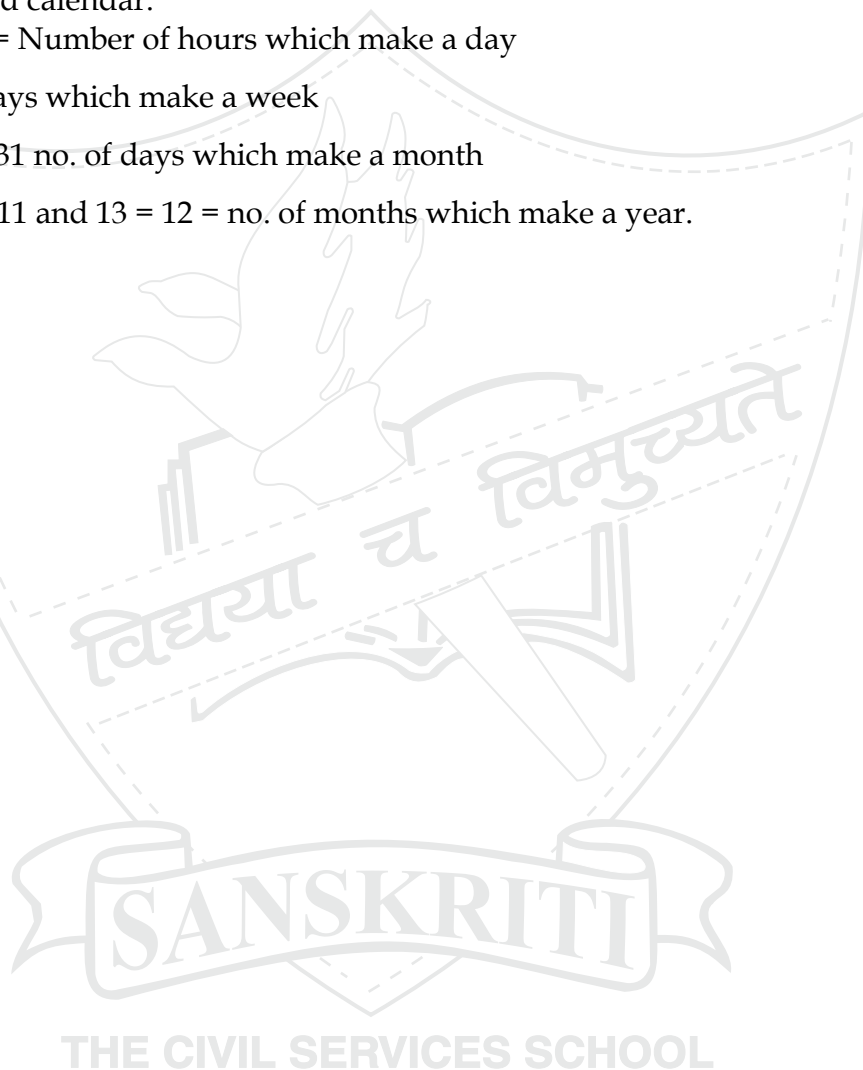 d calendar.
= Number of hours which make a day
ays which make a week
31 no. of days which make a month
11 and 13 = 12 = no. of months which make a year.
विद्यया च विमुच्यते
SANSKRITI
THE CIVIL SERVICES SCHOOL